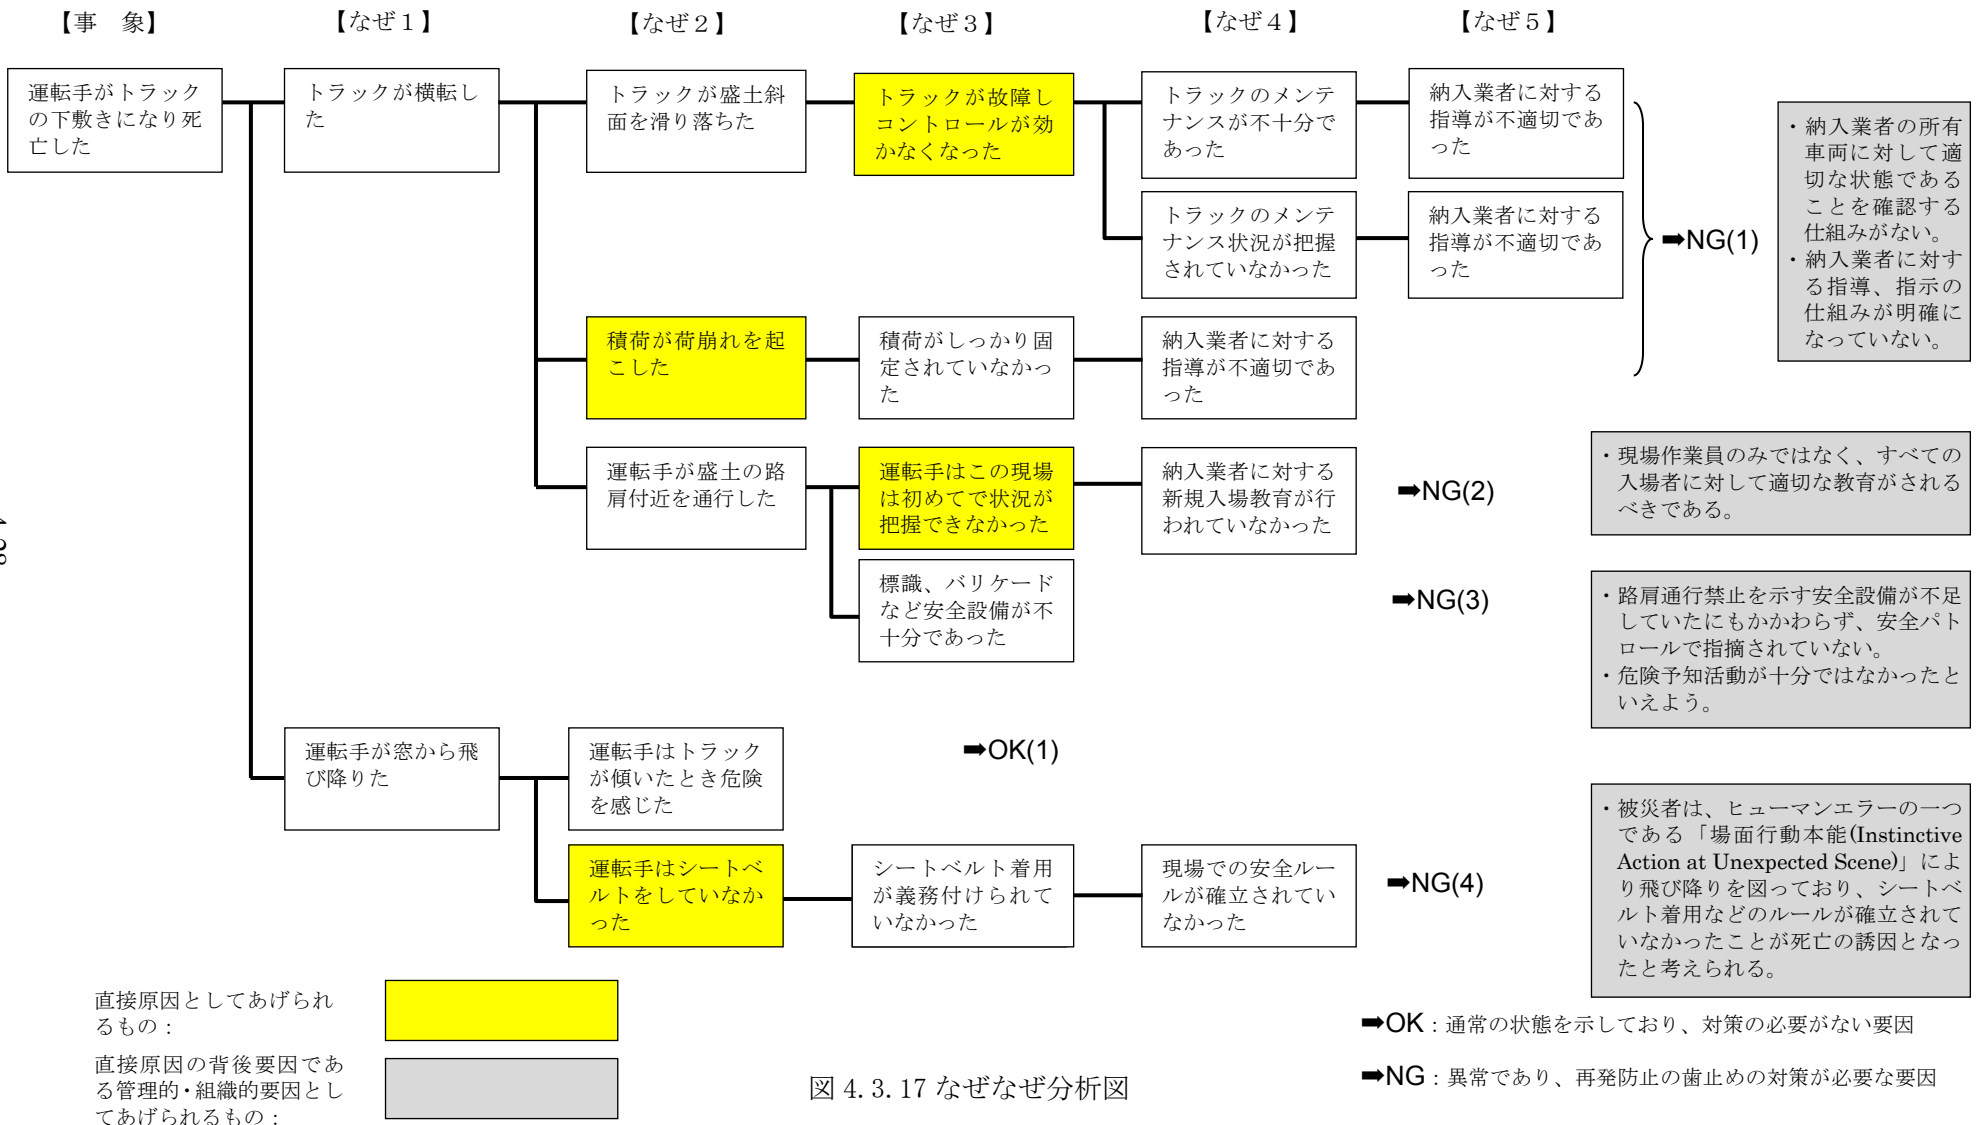 【事　象】
【なぜ１】
【なぜ２】
【なぜ３】
【なぜ４】
【なぜ５】
運転手がトラック
の下敷きになり死
亡した
トラックが横転し
た
トラックが盛土斜
面を滑り落ちた
トラックが故障し
コントロールが効
かなくなった
トラックのメンテ
ナンスが不十分で
あった
納入業者に対する
指導が不適切であ
った
トラックのメンテ
ナンス状況が把握
されていなかった
納入業者に対する
指導が不適切であ
った
➡NG(1)
・納入業者の所有
車両に対して適
切な状態である
ことを確認する
仕組みがない。
・納入業者に対す
る指導、指示の
仕組みが明確に
なっていない。
積荷が荷崩れを起
こした
積荷がしっかり固
定されていなかっ
た
納入業者に対する
指導が不適切であ
った
運転手が盛土の路
肩付近を通行した
運転手はこの現場
は初めてで状況が
把握できなかった
納入業者に対する
新規入場教育が行
われていなかった
➡NG(2)
・現場作業員のみではなく、すべての
入場者に対して適切な教育がされる
べきである。
標識、バリケード
など安全設備が不
十分であった
➡NG(3)
・路肩通行禁止を示す安全設備が不足
していたにもかかわらず、安全パト
ロールで指摘されていない。
・危険予知活動が十分ではなかったと
いえよう。
運転手が窓から飛
び降りた
運転手はトラック
が傾いたとき危険
を感じた
➡OK(1)
運転手はシートベ
ルトをしていなか
った
シートベルト着用
が義務付けられて
いなかった
現場での安全ルー
ルが確立されてい
なかった
➡NG(4)
・被災者は、ヒューマンエラーの一つ
である「場面行動本能(Instinctive
Action at Unexpected Scene)」によ
り飛び降りを図っており、シートベ
ルト着用などのルールが確立されて
いなかったことが死亡の誘因となっ
たと考えられる。
直接原因としてあげられ
るもの：
直接原因の背後要因であ
る管理的・組織的要因とし
てあげられるもの：
図 4.3.17 なぜなぜ分析図
➡OK：通常の状態を示しており、対策の必要がない要因
➡NG：異常であり、再発防止の歯止めの対策が必要な要因